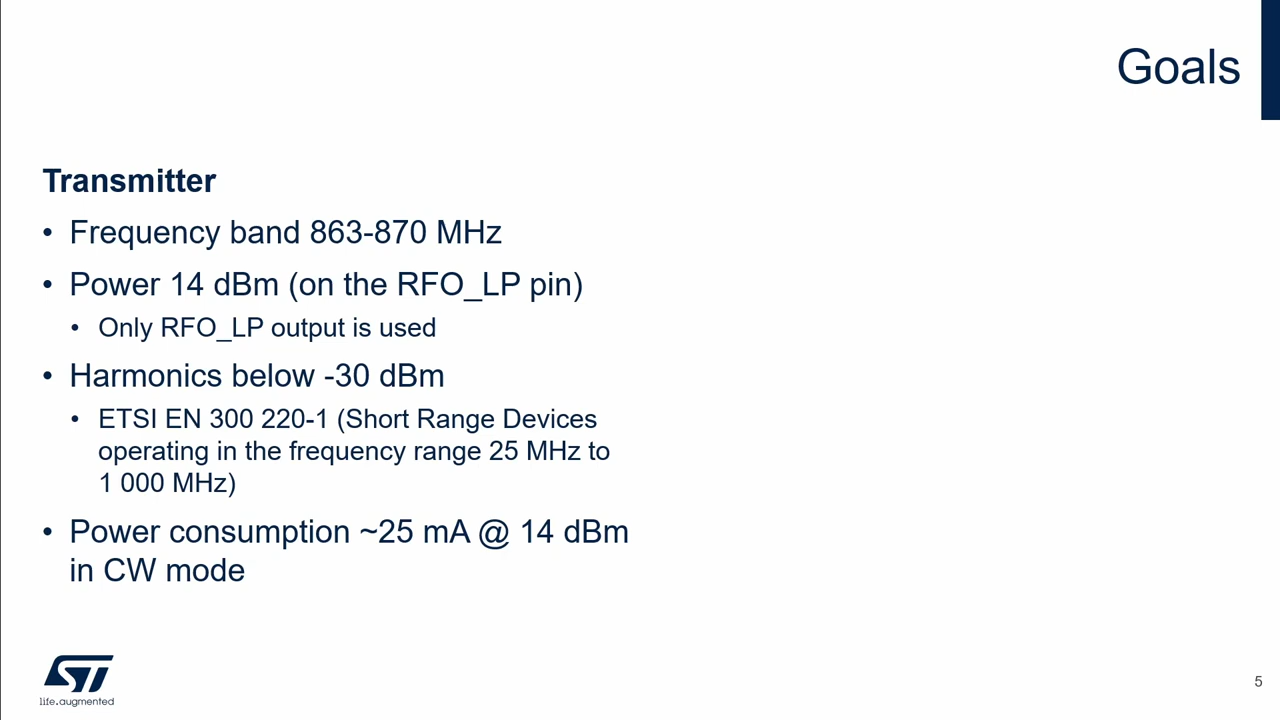 Goals
Transmitter
• Frequency band 863-870 MHz
• Power 14 dBm (on the RFO_LP pin)
• Only RFO_LP output is used
• Harmonics below -30 dBm
• ETSI EN 300 220-1 (Short Range Devices
operating in the frequency range 25 MHz to
1 000 MHz)
• Power consumption ~25 mA @ 14 dBm
in CW mode
ST
life.augmented
5